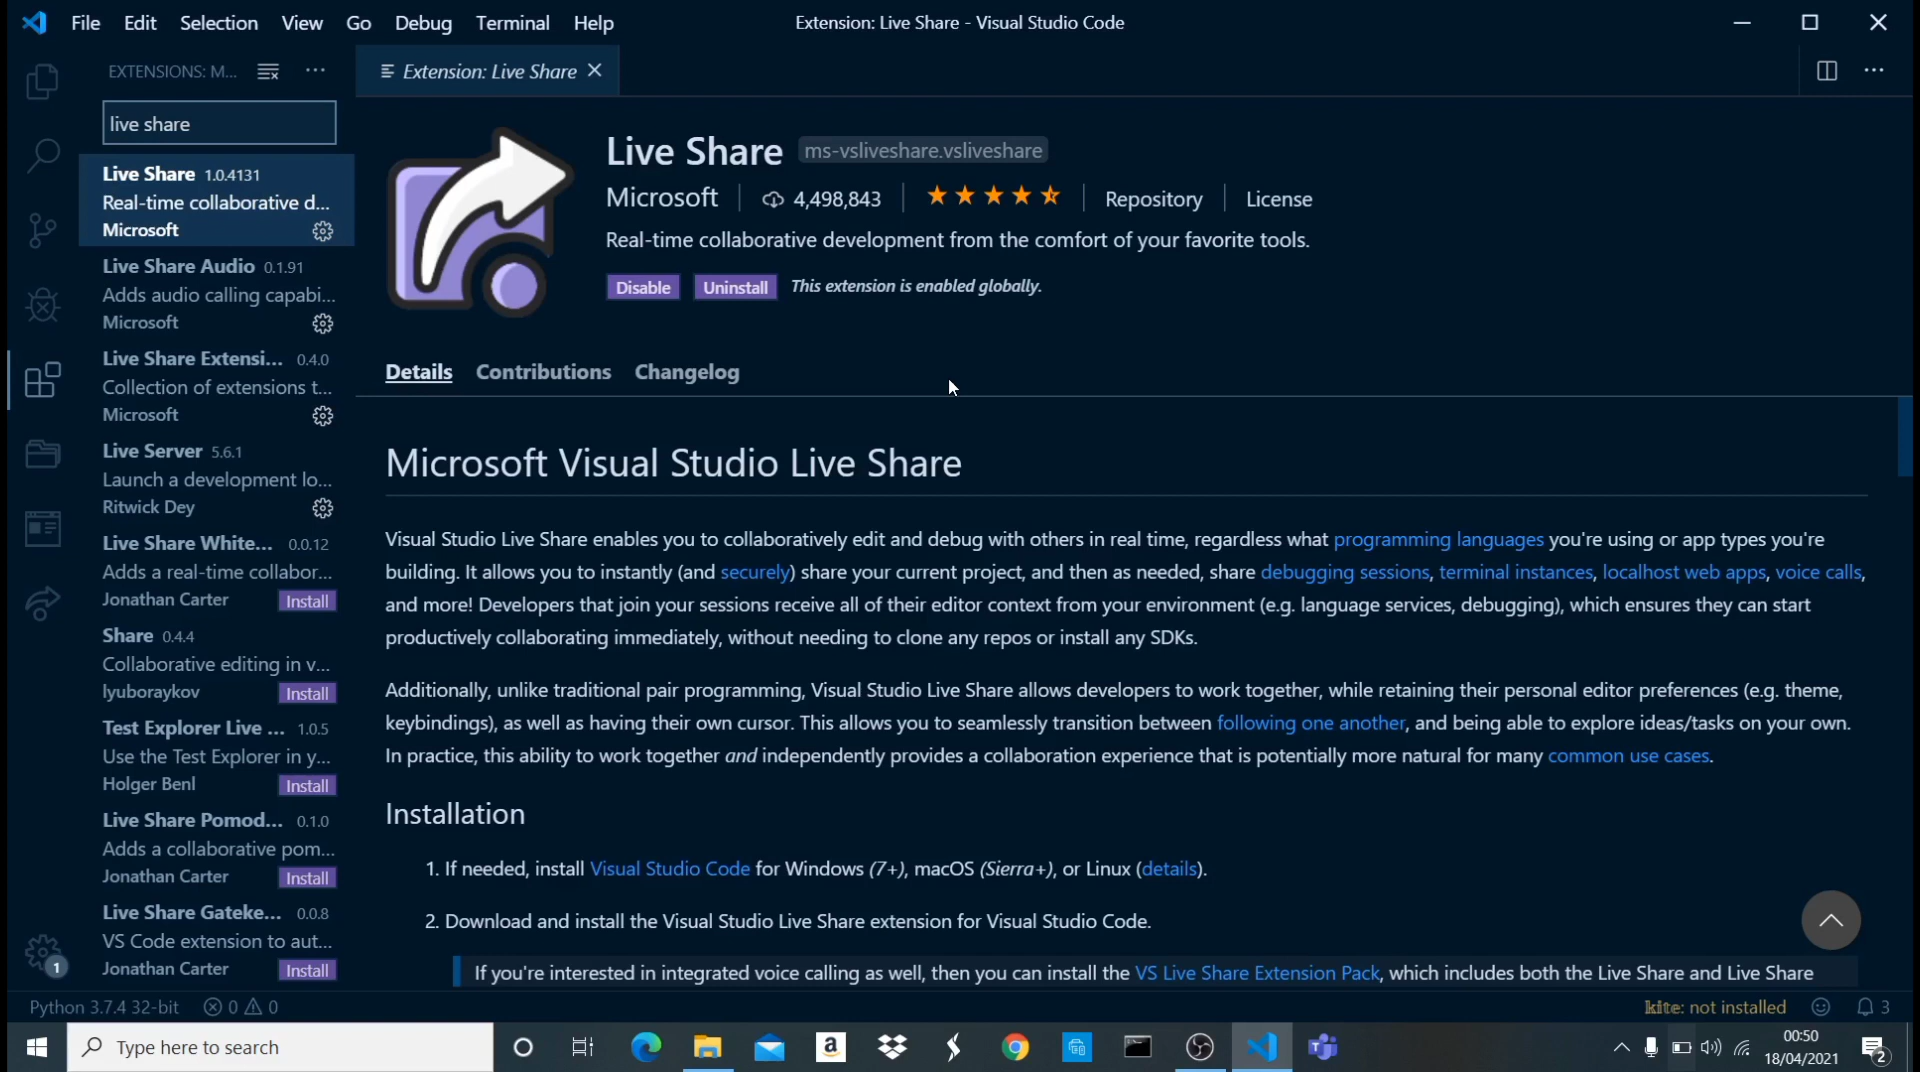 File Edit Selection View Go Debug Terminal Help
Extension: Live Share - Visual Studio Code
EXTENSIONS: M...
live share
Live Share 1.0.4131
Real-time collaborative d...
Microsoft
Live Share Audio 0.1.91
Adds audio calling capabi...
Microsoft
Live Share Extensi... 0.4.0
Collection of extensions t...
Microsoft
Live Server 5.6.1
Launch a development lo...
Ritwick Dey
Live Share White... 0.0.12
Adds a real-time collabor...
Jonathan Carter Install
Share 0.4.4
Collaborative editing in v...
lyuboraykov Install
Test Explorer Live ... 1.0.5
Use the Test Explorer in y...
Holger Benl Install
Live Share Pomod... 0.1.0
Adds a collaborative pom...
Jonathan Carter Install
Live Share Gateke... 0.0.8
VS Code extension to aut...
Jonathan Carter Install
1
Extension: Live Share
Live Share ms-vsliveshare.vsliveshare
Microsoft 4,498,843 Repository License
Real-time collaborative development from the comfort of your favorite tools.
Disable Uninstall This extension is enabled globally.
Details Contributions Changelog
Microsoft Visual Studio Live Share
Visual Studio Live Share enables you to collaboratively edit and debug with others in real time, regardless what programming languages you're using or app types you're
building. It allows you to instantly (and securely) share your current project, and then as needed, share debugging sessions, terminal instances, localhost web apps, voice calls,
and more! Developers that join your sessions receive all of their editor context from your environment (e.g. language services, debugging), which ensures they can start
productively collaborating immediately, without needing to clone any repos or install any SDKs.
Additionally, unlike traditional pair programming, Visual Studio Live Share allows developers to work together, while retaining their personal editor preferences (e.g. theme,
keybindings), as well as having their own cursor. This allows you to seamlessly transition between following one another, and being able to explore ideas/tasks on your own.
In practice, this ability to work together and independently provides a collaboration experience that is potentially more natural for many common use cases.
Installation
1. If needed, install Visual Studio Code for Windows (7+), macOS (Sierra+), or Linux (details).
2. Download and install the Visual Studio Live Share extension for Visual Studio Code.
If you're interested in integrated voice calling as well, then you can install the VS Live Share Extension Pack, which includes both the Live Share and Live Share
Python 3.7.4 32-bit 0 0
kite: not installed 3
Type here to search
a
00:50
18/04/2021
2